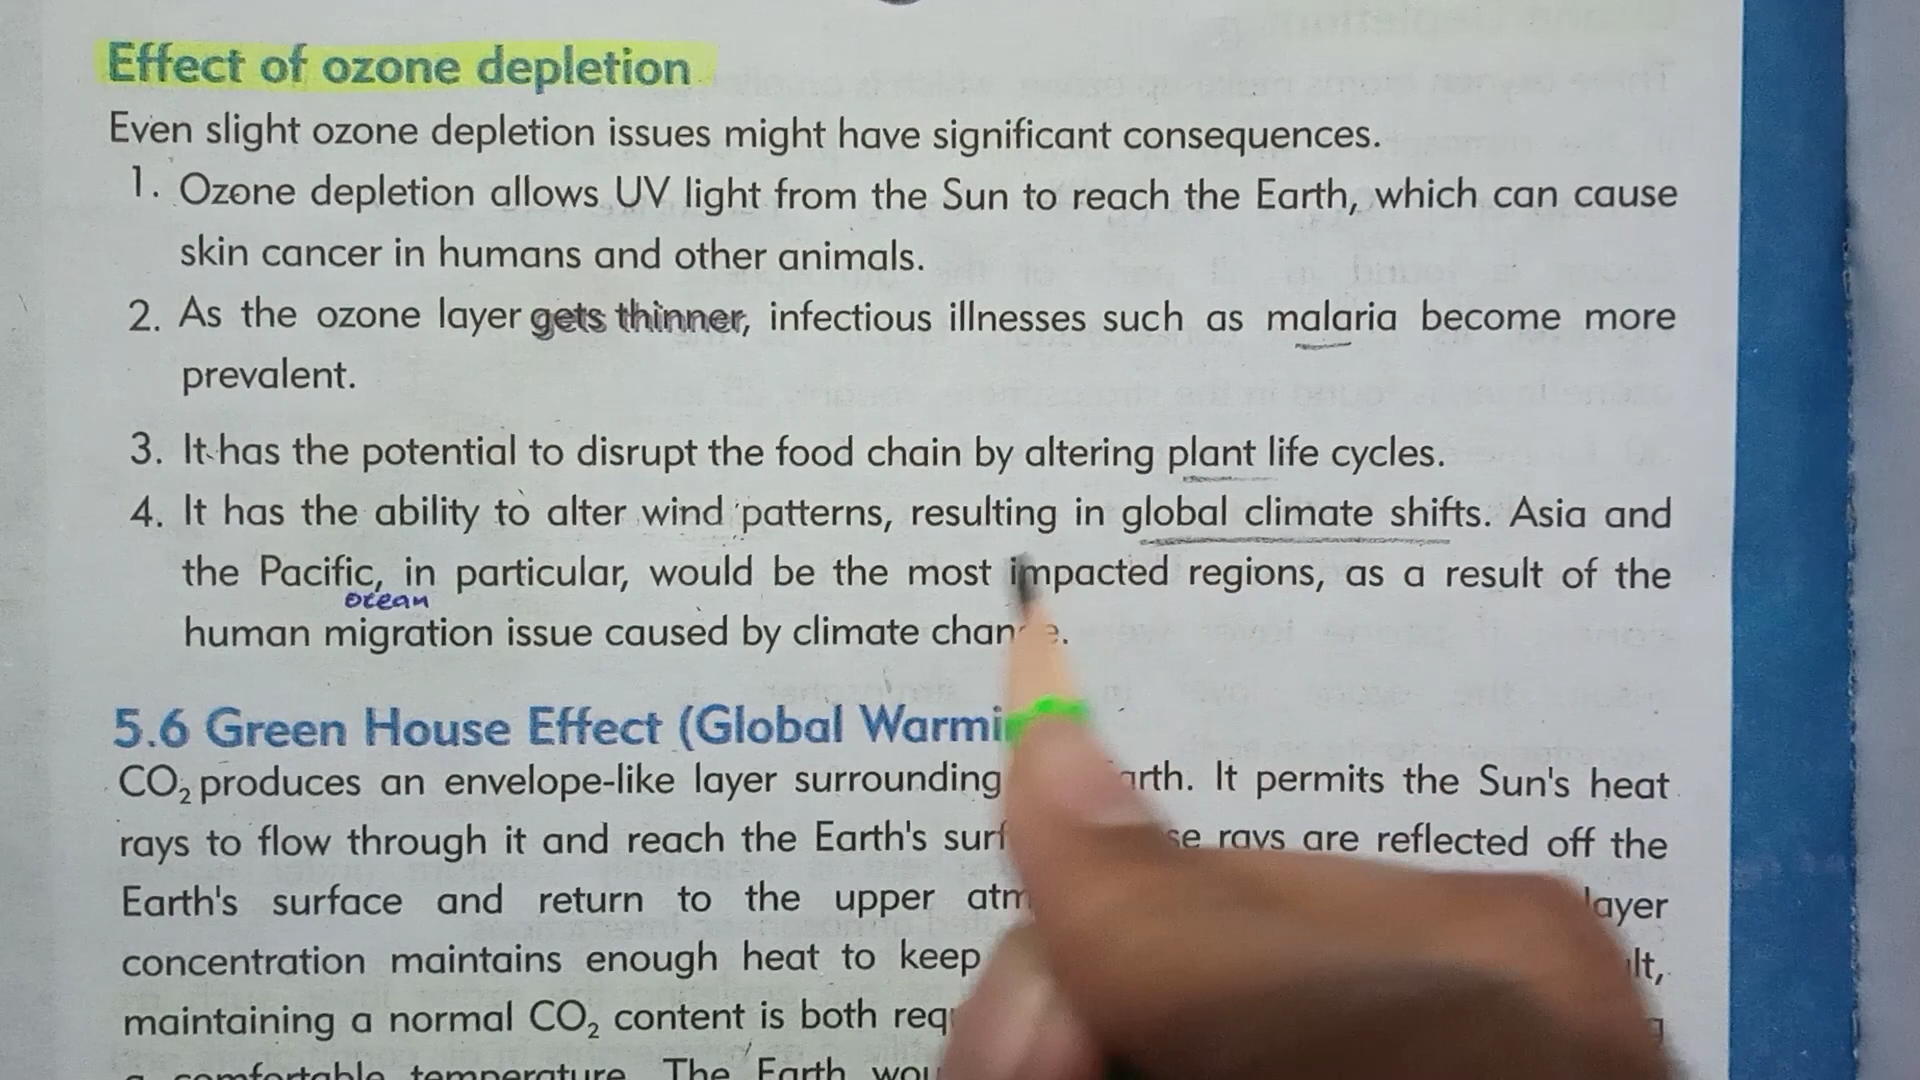 Effect of ozone depletion
Even slight ozone depletion issues might have significant consequences.
1. Ozone depletion allows UV light from the Sun to reach the Earth, which can cause
skin cancer in humans and other animals.
2. As the ozone layer gets thinner, infectious illnesses such as malaria become more
prevalent.
3. It has the potential to disrupt the food chain by altering plant life cycles.
4. It has the ability to alter wind patterns, resulting in global climate shifts. Asia and
the Pacific, in particular, would be the most impacted regions, as a result of the
ocean
human migration issue caused by climate change.
5.6 Green House Effect (Global
CO₂ produces an envelope-like layer surrounding Earth. It permits the Sun's heat
rays to flow through it and reach the Earth's rays are reflected off the
Earth's surface and return to the upper layer
concentration maintains enough heat to keep
maintaining a normal CO₂ content is both
a comfortable temperature. The Earth